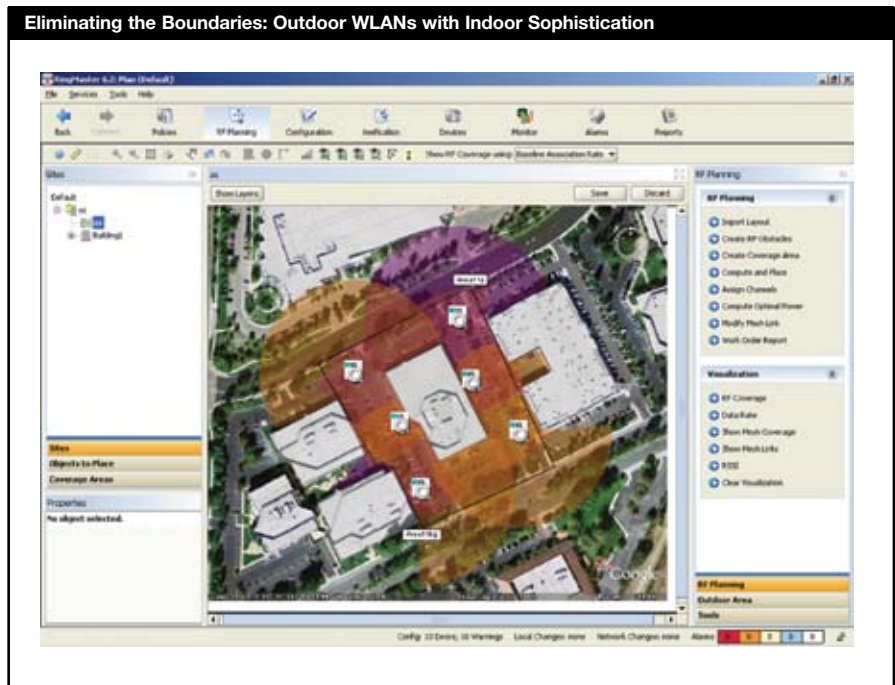 Eliminating the Boundaries: Outdoor WLANs with Indoor Sophistication
RingMaster 6.2: Plan (Default)
File Services Tools Help
Back Policies RF Planning Configuration Verification Devices Monitor Alarms Reports
Show RF Coverage using: Baseline Association Rate
Sites
Default
Building1
Sites
Objects to Place
Coverage Areas
Properties
No object selected.
Show Layers Save Discard
Google
RF Planning
RF Planning
Import Layout
Create RF Obstacles
Create Coverage Area
Compute and Place
Assign Channels
Compute Optimal Power
Modify Mesh Link
Work Order Report
Visualization
RF Coverage
Data Rate
Show Mesh Coverage
Show Mesh Links
RSSI
Clear Visualization
RF Planning
Outdoor Area
Tools
Local Changes: none Network Changes: none Alarms